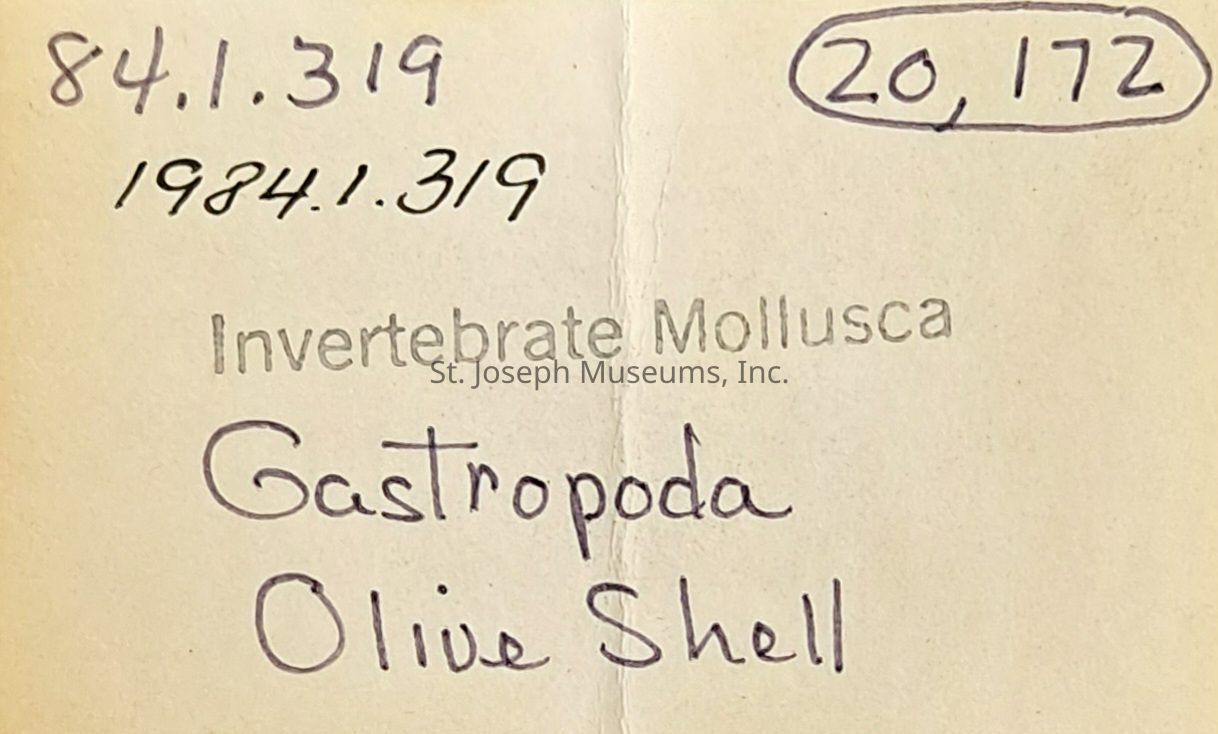 84.1.319
20,172
1984.1.319
Invertebrate Mollusca
St. Joseph Museums, Inc.
Gastropoda
Olive Shell